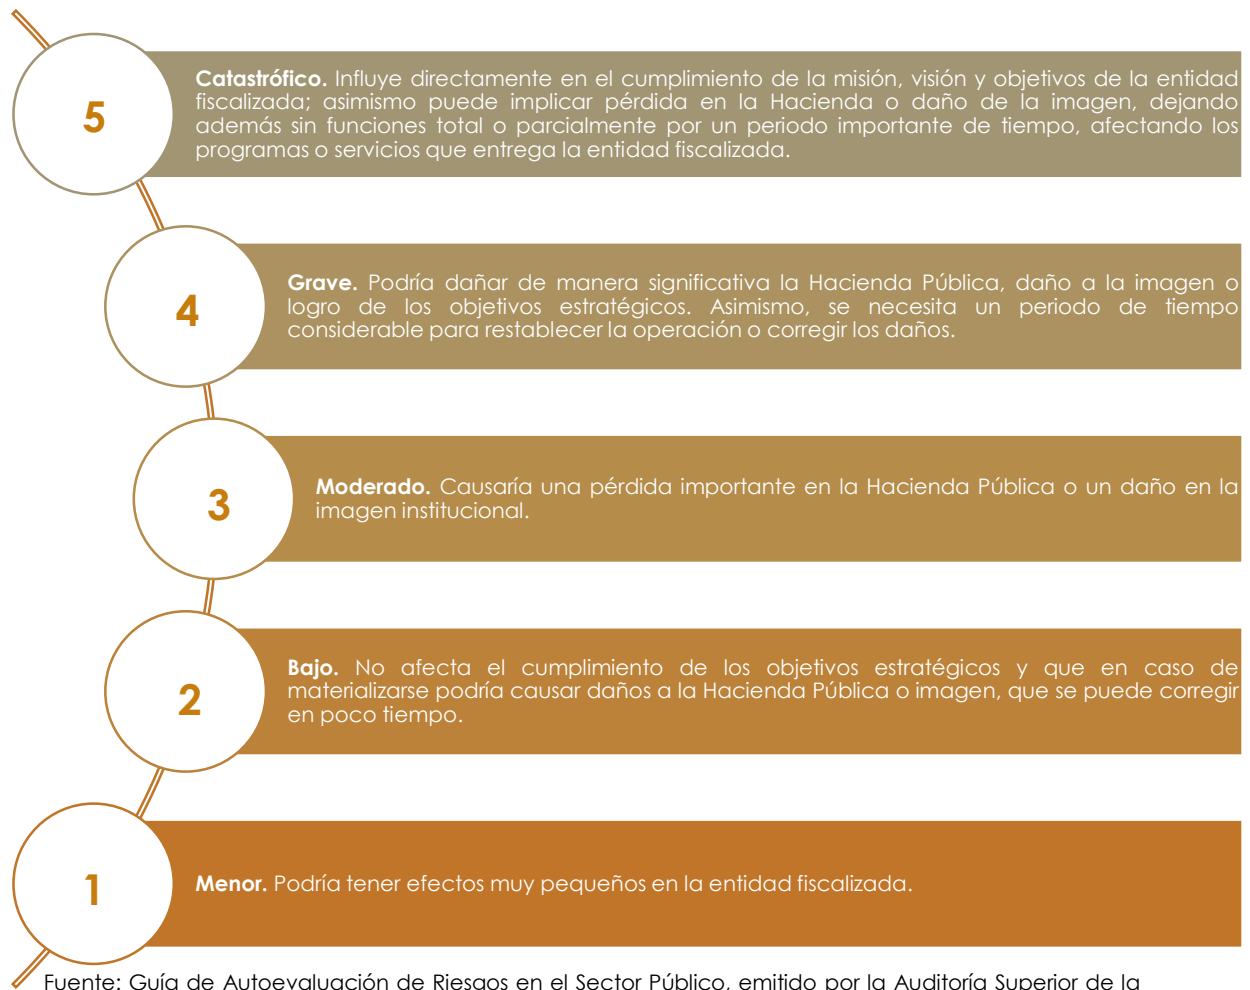 5
Catastrófico. Influye directamente en el cumplimiento de la misión, visión y objetivos de la entidad
fiscalizada; asimismo puede implicar pérdida en la Hacienda o daño de la imagen, dejando
además sin funciones total o parcialmente por un periodo importante de tiempo, afectando los
programas o servicios que entrega la entidad fiscalizada.
4
Grave. Podría dañar de manera significativa la Hacienda Pública, daño a la imagen o
logro de los objetivos estratégicos. Asimismo, se necesita un periodo de tiempo
considerable para restablecer la operación o corregir los daños.
3
Moderado. Causaría una pérdida importante en la Hacienda Pública o un daño en la
imagen institucional.
2
Bajo. No afecta el cumplimiento de los objetivos estratégicos y que en caso de
materializarse podría causar daños a la Hacienda Pública o imagen, que se puede corregir
en poco tiempo.
1
Menor. Podría tener efectos muy pequeños en la entidad fiscalizada.
Fuente: Guía de Autoevaluación de Riesgos en el Sector Público, emitido por la Auditoría Superior de la